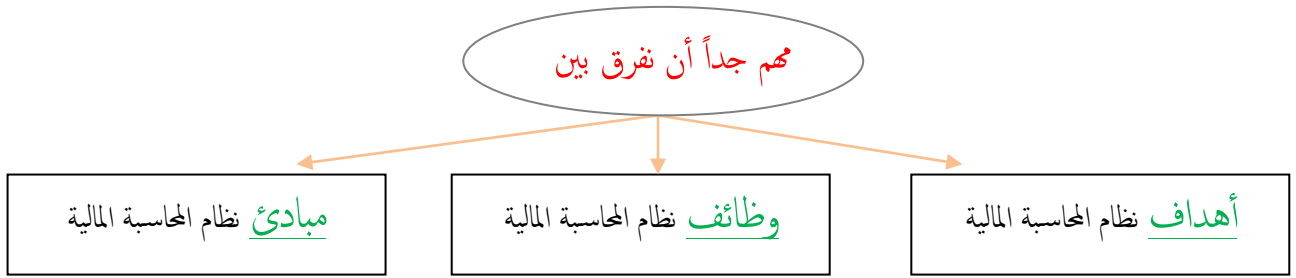 مهم جداً أن نفرق بين
أهداف نظام المحاسبة المالية
وظائف نظام المحاسبة المالية
مبادئ نظام المحاسبة المالية